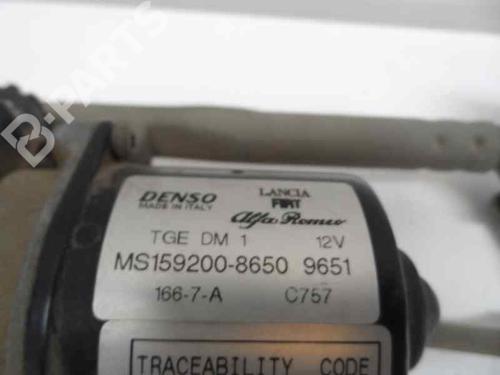 B-PARTS
DENSO
MADE IN ITALY
LANCIA
FIAT
Alfa Romeo
TGE DM 1 12V
MS159200-8650 9651
166-7-A C757
TRACEABILITY CODE